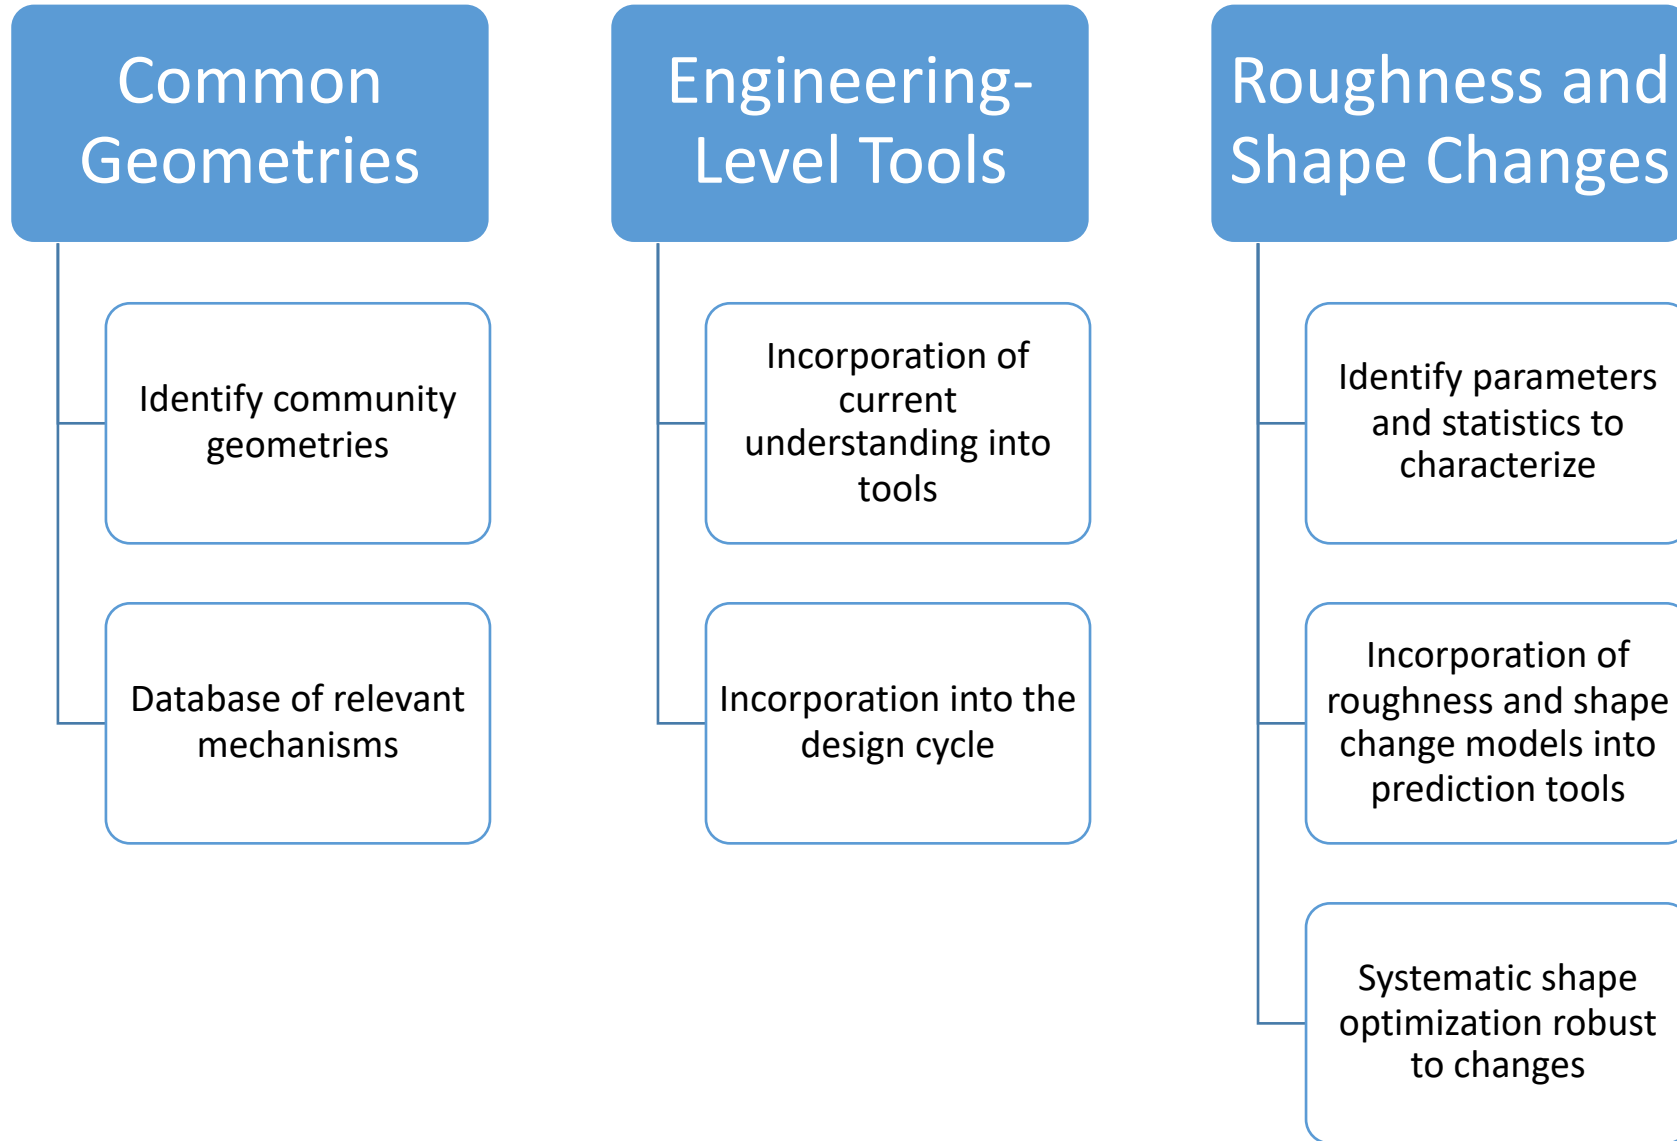 Common
Geometries
Identify community
geometries
Database of relevant
mechanisms
Engineering-
Level Tools
Incorporation of
current
understanding into
tools
Incorporation into the
design cycle
Roughness and
Shape Changes
Identify parameters
and statistics to
characterize
Incorporation of
roughness and shape
change models into
prediction tools
Systematic shape
optimization robust
to changes